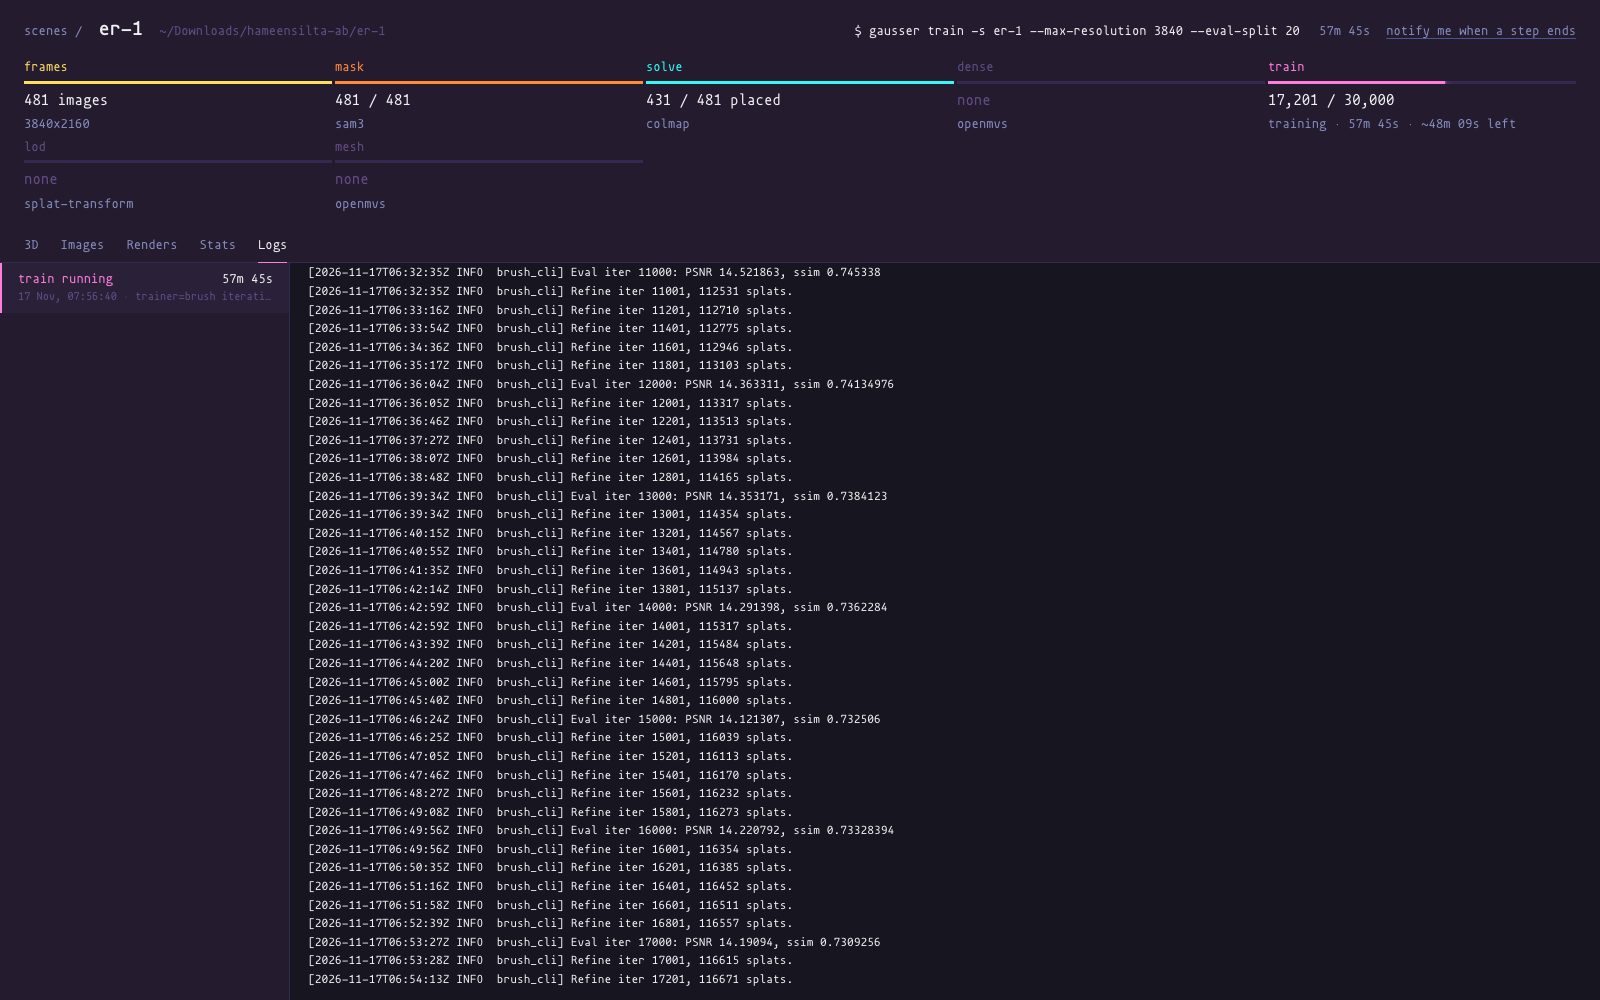 scenes / er-1 ~/Downloads/hameensilta-ab/er-1 $ gausser train -s er-1 --max-resolution 3840 --eval-split 20 57m 45s notify me when a step ends
frames mask solve dense train
481 images 481 / 481 431 / 481 placed none 17,201 / 30,000
3840x2160 sam3 colmap openmvs training · 57m 45s · ~48m 09s left
lod mesh
none none
splat-transform openmvs
3D Images Renders Stats Logs
train running 57m 45s
17 Nov, 07:56:40 · trainer=brush iterati…
[2026-11-17T06:32:35Z INFO  brush_cli] Eval iter 11000: PSNR 14.521863, ssim 0.745338
[2026-11-17T06:32:35Z INFO  brush_cli] Refine iter 11001, 112531 splats.
[2026-11-17T06:33:16Z INFO  brush_cli] Refine iter 11201, 112710 splats.
[2026-11-17T06:33:54Z INFO  brush_cli] Refine iter 11401, 112775 splats.
[2026-11-17T06:34:36Z INFO  brush_cli] Refine iter 11601, 112946 splats.
[2026-11-17T06:35:17Z INFO  brush_cli] Refine iter 11801, 113103 splats.
[2026-11-17T06:36:04Z INFO  brush_cli] Eval iter 12000: PSNR 14.363311, ssim 0.74134976
[2026-11-17T06:36:05Z INFO  brush_cli] Refine iter 12001, 113317 splats.
[2026-11-17T06:36:46Z INFO  brush_cli] Refine iter 12201, 113513 splats.
[2026-11-17T06:37:27Z INFO  brush_cli] Refine iter 12401, 113731 splats.
[2026-11-17T06:38:07Z INFO  brush_cli] Refine iter 12601, 113984 splats.
[2026-11-17T06:38:48Z INFO  brush_cli] Refine iter 12801, 114165 splats.
[2026-11-17T06:39:34Z INFO  brush_cli] Eval iter 13000: PSNR 14.353171, ssim 0.7384123
[2026-11-17T06:39:34Z INFO  brush_cli] Refine iter 13001, 114354 splats.
[2026-11-17T06:40:15Z INFO  brush_cli] Refine iter 13201, 114567 splats.
[2026-11-17T06:40:55Z INFO  brush_cli] Refine iter 13401, 114780 splats.
[2026-11-17T06:41:35Z INFO  brush_cli] Refine iter 13601, 114943 splats.
[2026-11-17T06:42:14Z INFO  brush_cli] Refine iter 13801, 115137 splats.
[2026-11-17T06:42:59Z INFO  brush_cli] Eval iter 14000: PSNR 14.291398, ssim 0.7362284
[2026-11-17T06:42:59Z INFO  brush_cli] Refine iter 14001, 115317 splats.
[2026-11-17T06:43:39Z INFO  brush_cli] Refine iter 14201, 115484 splats.
[2026-11-17T06:44:20Z INFO  brush_cli] Refine iter 14401, 115648 splats.
[2026-11-17T06:45:00Z INFO  brush_cli] Refine iter 14601, 115795 splats.
[2026-11-17T06:45:40Z INFO  brush_cli] Refine iter 14801, 116000 splats.
[2026-11-17T06:46:24Z INFO  brush_cli] Eval iter 15000: PSNR 14.121307, ssim 0.732506
[2026-11-17T06:46:25Z INFO  brush_cli] Refine iter 15001, 116039 splats.
[2026-11-17T06:47:05Z INFO  brush_cli] Refine iter 15201, 116113 splats.
[2026-11-17T06:47:46Z INFO  brush_cli] Refine iter 15401, 116170 splats.
[2026-11-17T06:48:27Z INFO  brush_cli] Refine iter 15601, 116232 splats.
[2026-11-17T06:49:08Z INFO  brush_cli] Refine iter 15801, 116273 splats.
[2026-11-17T06:49:56Z INFO  brush_cli] Eval iter 16000: PSNR 14.220792, ssim 0.73328394
[2026-11-17T06:49:56Z INFO  brush_cli] Refine iter 16001, 116354 splats.
[2026-11-17T06:50:35Z INFO  brush_cli] Refine iter 16201, 116385 splats.
[2026-11-17T06:51:16Z INFO  brush_cli] Refine iter 16401, 116452 splats.
[2026-11-17T06:51:58Z INFO  brush_cli] Refine iter 16601, 116511 splats.
[2026-11-17T06:52:39Z INFO  brush_cli] Refine iter 16801, 116557 splats.
[2026-11-17T06:53:27Z INFO  brush_cli] Eval iter 17000: PSNR 14.19094, ssim 0.7309256
[2026-11-17T06:53:28Z INFO  brush_cli] Refine iter 17001, 116615 splats.
[2026-11-17T06:54:13Z INFO  brush_cli] Refine iter 17201, 116671 splats.